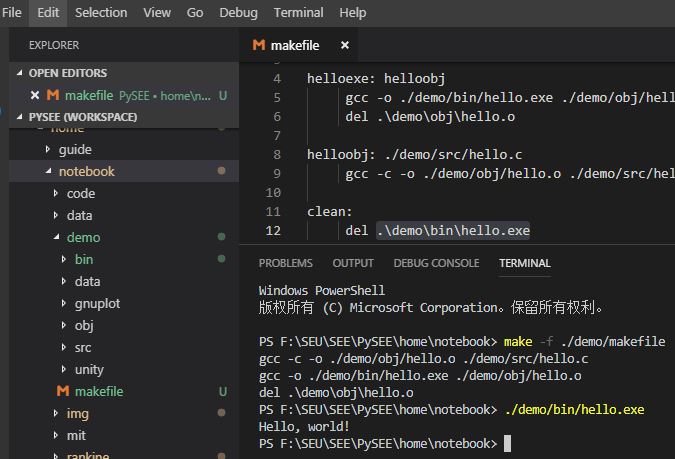 File Edit View Go Debug Terminal Help
EXPLORER
OPEN EDITORS
makefile PySEE • home\n... U
PYSEE (WORKSPACE)
home
guide
notebook
code
data
demo
bin
data
gnuplot
obj
src
unity
makefile U
img
mit
rankine
makefile
4 helloexe: helloobj
5 gcc -o ./demo/bin/hello.exe ./demo/obj/hell
6 del .\demo\obj\hello.o
7
8 helloobj: ./demo/src/hello.c
9 gcc -c -o ./demo/obj/hello.o ./demo/src/he
10
11 clean:
12 del .\demo\bin\hello.exe
PROBLEMS OUTPUT DEBUG CONSOLE TERMINAL
Windows PowerShell
版权所有 (C) Microsoft Corporation。保留所有权利。
PS F:\SEU\SEE\PySEE\home\notebook> make -f ./demo/makefile
gcc -c -o ./demo/obj/hello.o ./demo/src/hello.c
gcc -o ./demo/bin/hello.exe ./demo/obj/hello.o
del .\demo\obj\hello.o
PS F:\SEU\SEE\PySEE\home\notebook> ./demo/bin/hello.exe
Hello, world!
PS F:\SEU\SEE\PySEE\home\notebook>